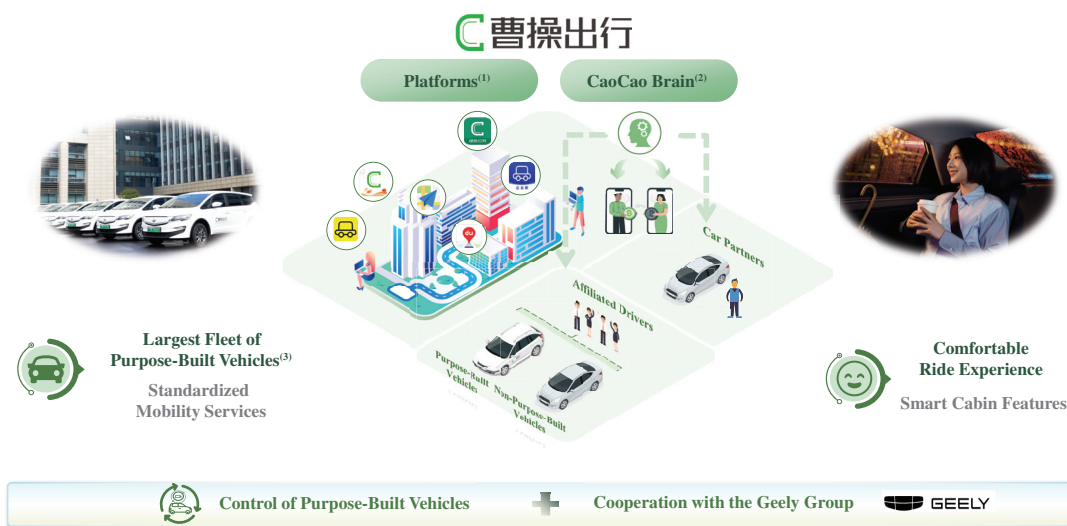 曹操出行
Platforms(1)
CaoCao Brain(2)
du
Car Partners
Affiliated Drivers
Purpose-Built
Vehicles
Non-Purpose-Built
Vehicles
Largest Fleet of
Purpose-Built Vehicles(3)
Standardized
Mobility Services
Comfortable
Ride Experience
Smart Cabin Features
Control of Purpose-Built Vehicles
Cooperation with the Geely Group
GEELY